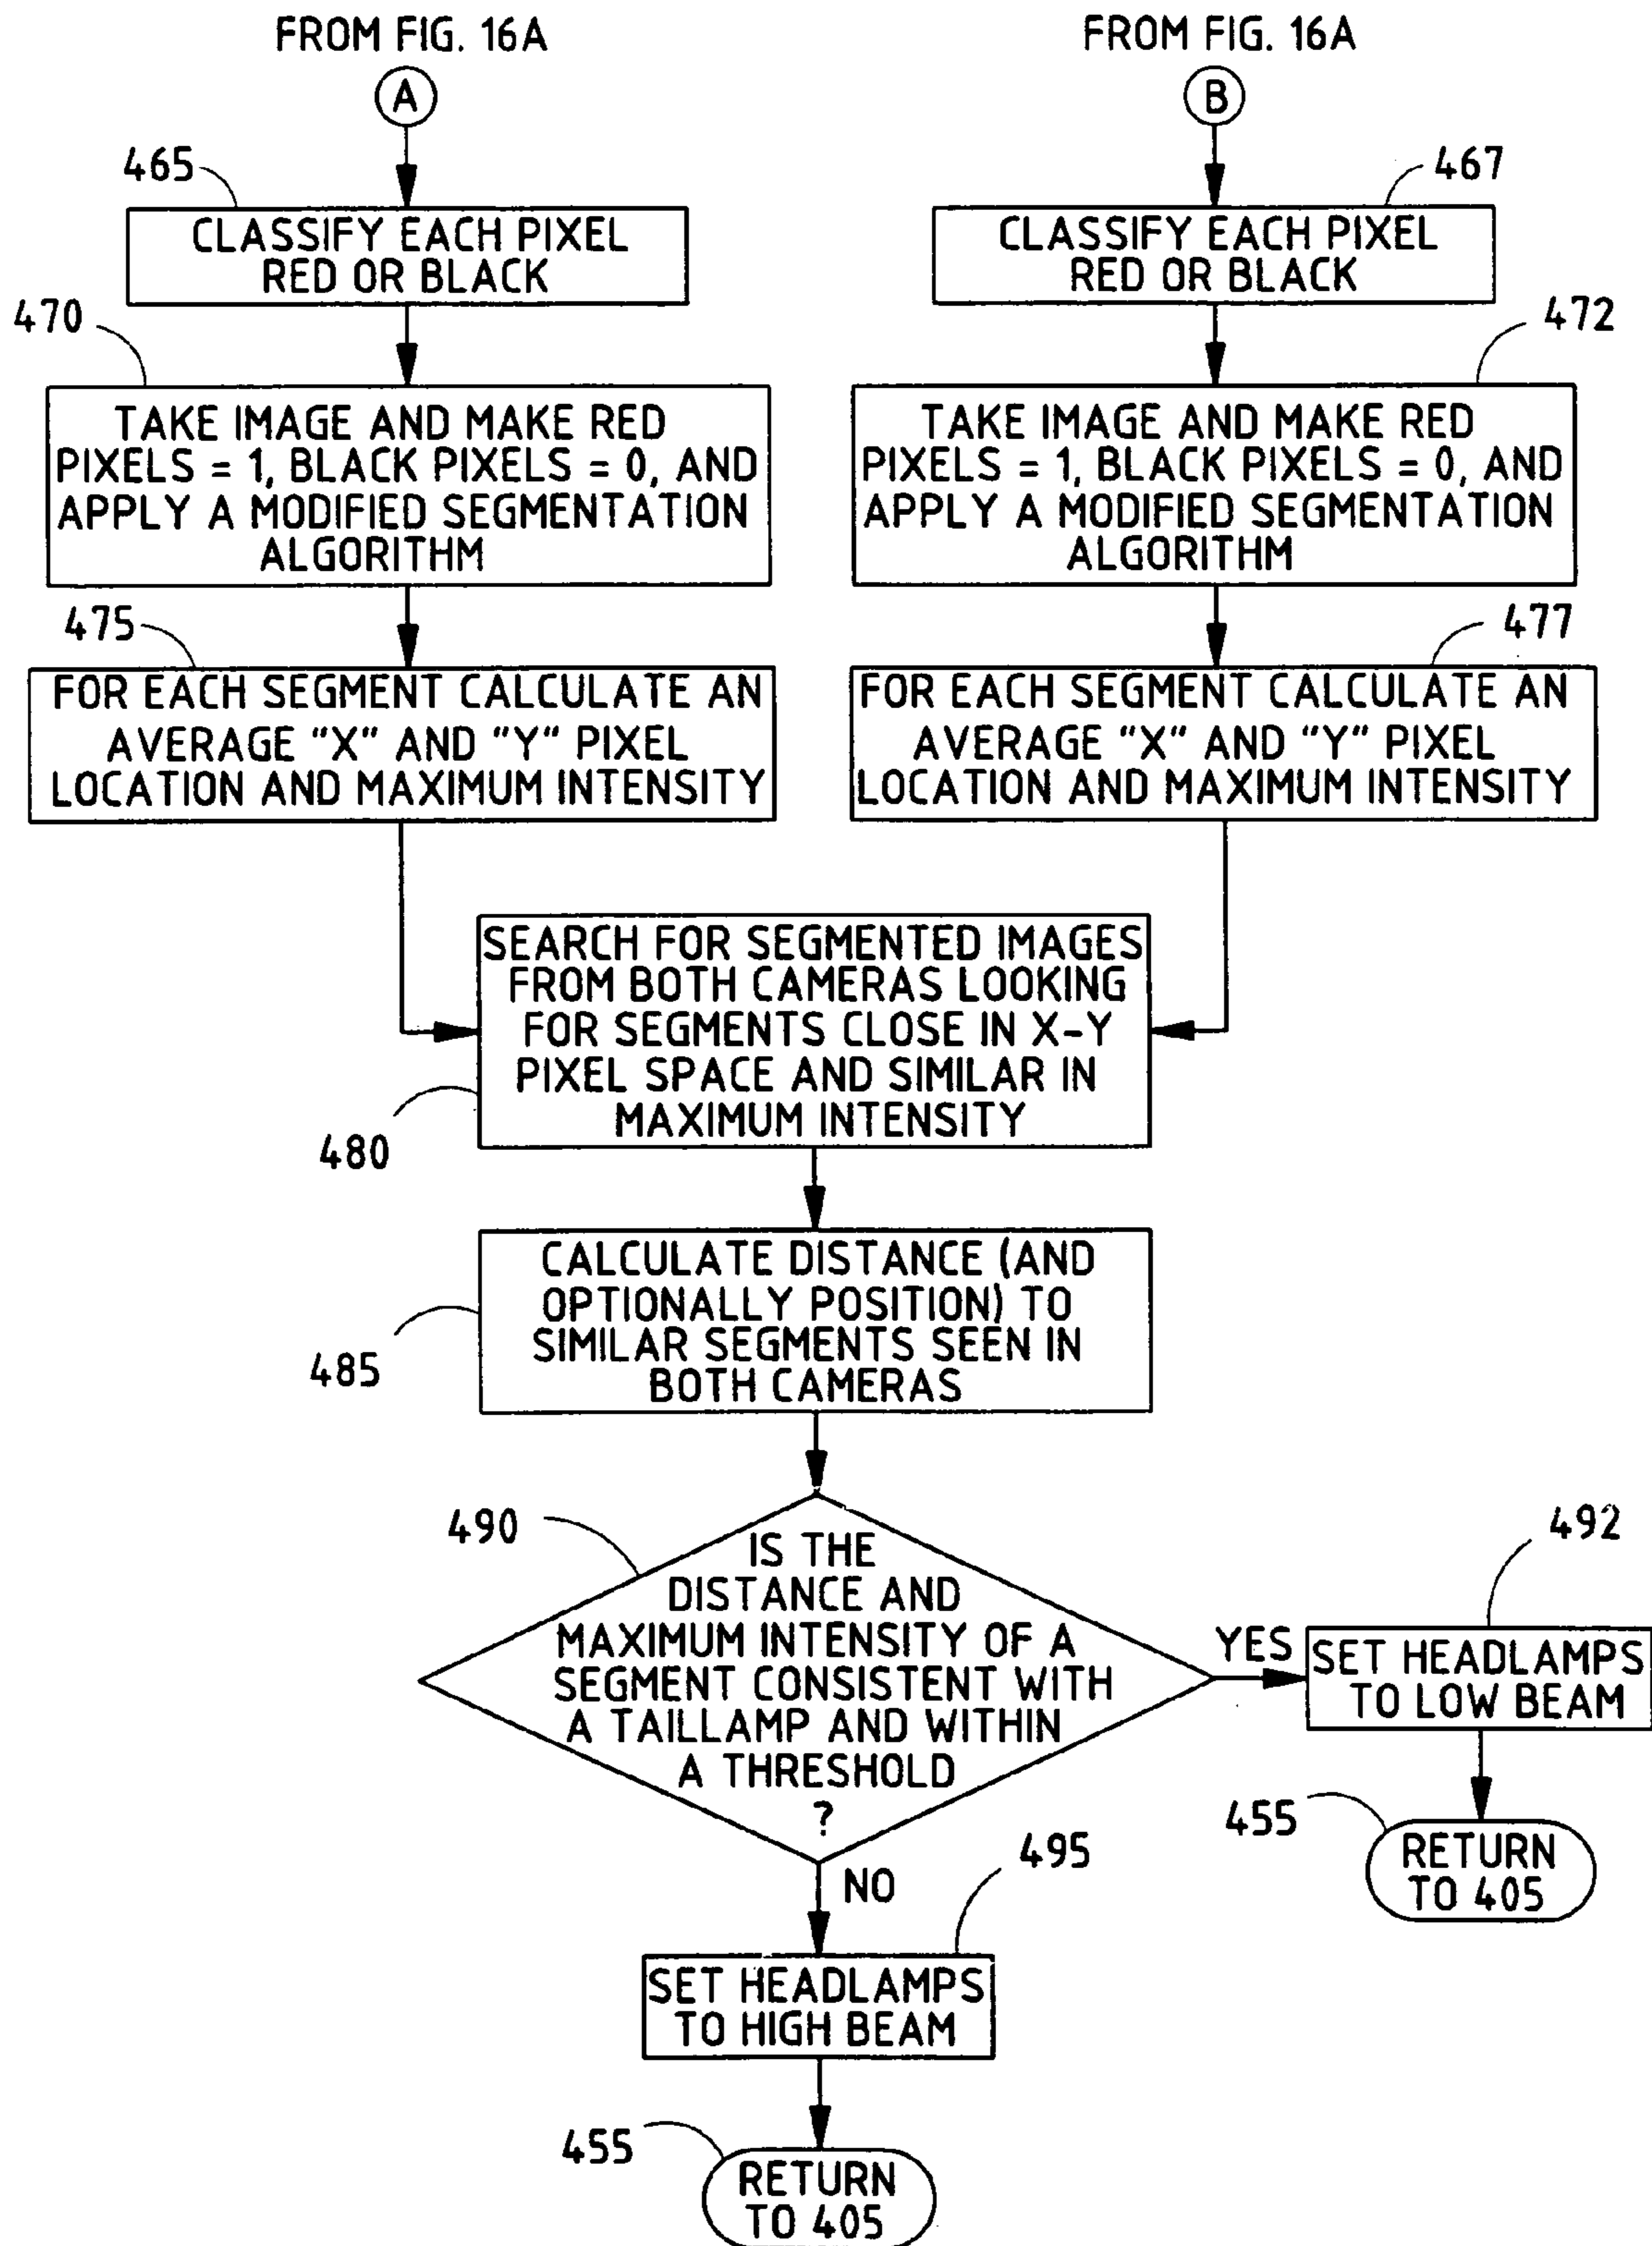 FROM FIG. 16A
A
465
CLASSIFY EACH PIXEL
RED OR BLACK
470
TAKE IMAGE AND MAKE RED
PIXELS = 1, BLACK PIXELS = 0, AND
APPLY A MODIFIED SEGMENTATION
ALGORITHM
475
FOR EACH SEGMENT CALCULATE AN
AVERAGE "X" AND "Y" PIXEL
LOCATION AND MAXIMUM INTENSITY
FROM FIG. 16A
B
467
CLASSIFY EACH PIXEL
RED OR BLACK
472
TAKE IMAGE AND MAKE RED
PIXELS = 1, BLACK PIXELS = 0, AND
APPLY A MODIFIED SEGMENTATION
ALGORITHM
477
FOR EACH SEGMENT CALCULATE AN
AVERAGE "X" AND "Y" PIXEL
LOCATION AND MAXIMUM INTENSITY
SEARCH FOR SEGMENTED IMAGES
FROM BOTH CAMERAS LOOKING
FOR SEGMENTS CLOSE IN X-Y
PIXEL SPACE AND SIMILAR IN
MAXIMUM INTENSITY
480
CALCULATE DISTANCE (AND
OPTIONALLY POSITION) TO
SIMILAR SEGMENTS SEEN IN
BOTH CAMERAS
485
490
IS THE
DISTANCE AND
MAXIMUM INTENSITY OF A
SEGMENT CONSISTENT WITH
A TAILLAMP AND WITHIN
A THRESHOLD
?
YES
492
SET HEADLAMPS
TO LOW BEAM
455
RETURN
TO 405
NO
495
SET HEADLAMPS
TO HIGH BEAM
455
RETURN
TO 405